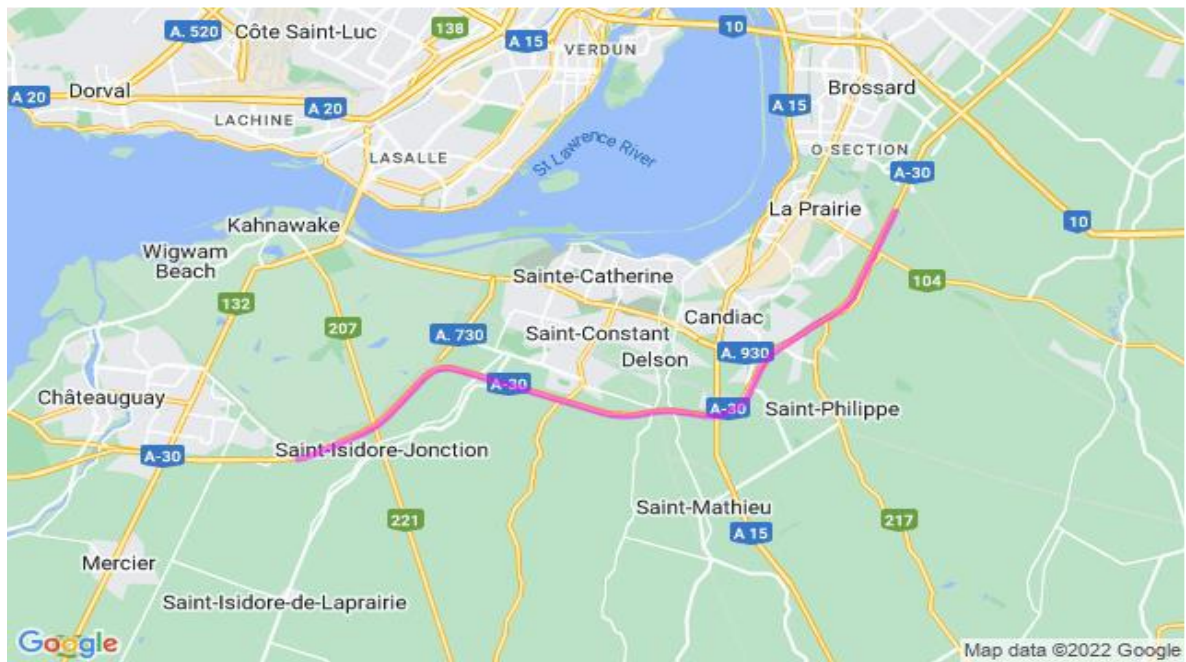 A. 520
Côte Saint-Luc
138
A 15
VERDUN
10
A 20
Dorval
A 20
LACHINE
LASALLE
St Lawrence River
A 15
Brossard
O SECTION
A-30
La Prairie
10
Kahnawake
Wigwam
Beach
132
207
Sainte-Catherine
104
A. 730
Saint-Constant
Candiac
Delson
A. 930
Châteauguay
A-30
A-30
Saint-Philippe
A-30
Saint-Isidore-Jonction
221
Saint-Mathieu
A 15
217
Mercier
Saint-Isidore-de-Laprairie
Google
Map data ©2022 Google